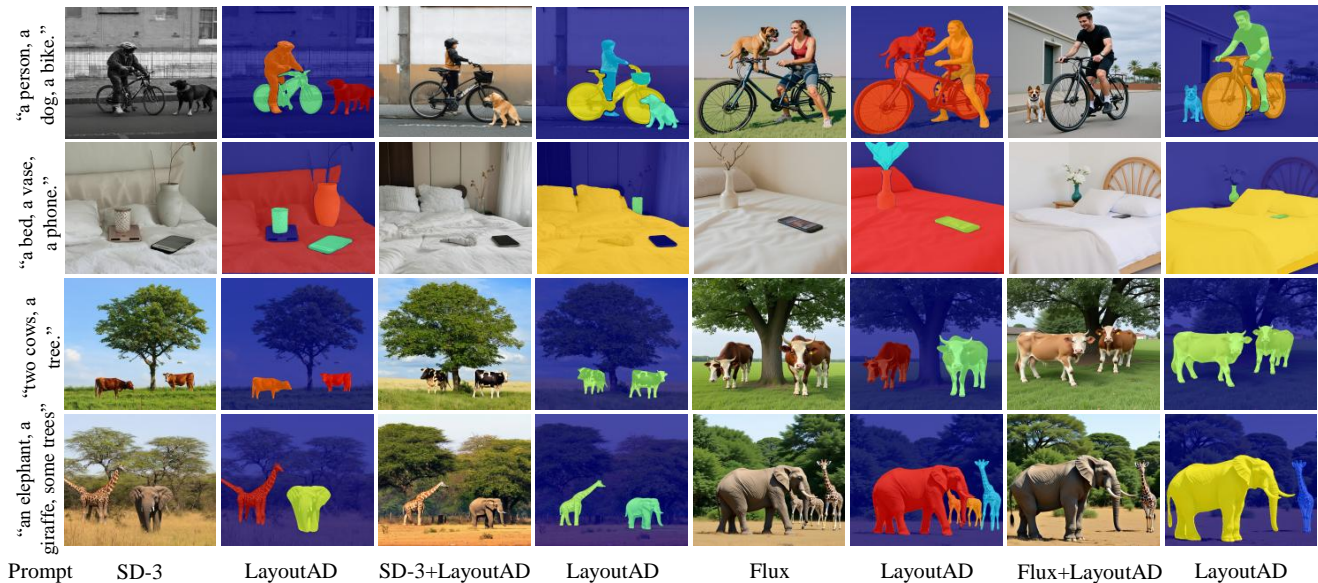 “a person, a
dog, a bike.”
“a bed, a vase,
a phone.”
“two cows, a
tree.”
“an elephant, a
giraffe, some trees”
Prompt SD-3 LayoutAD SD-3+LayoutAD LayoutAD Flux LayoutAD Flux+LayoutAD LayoutAD